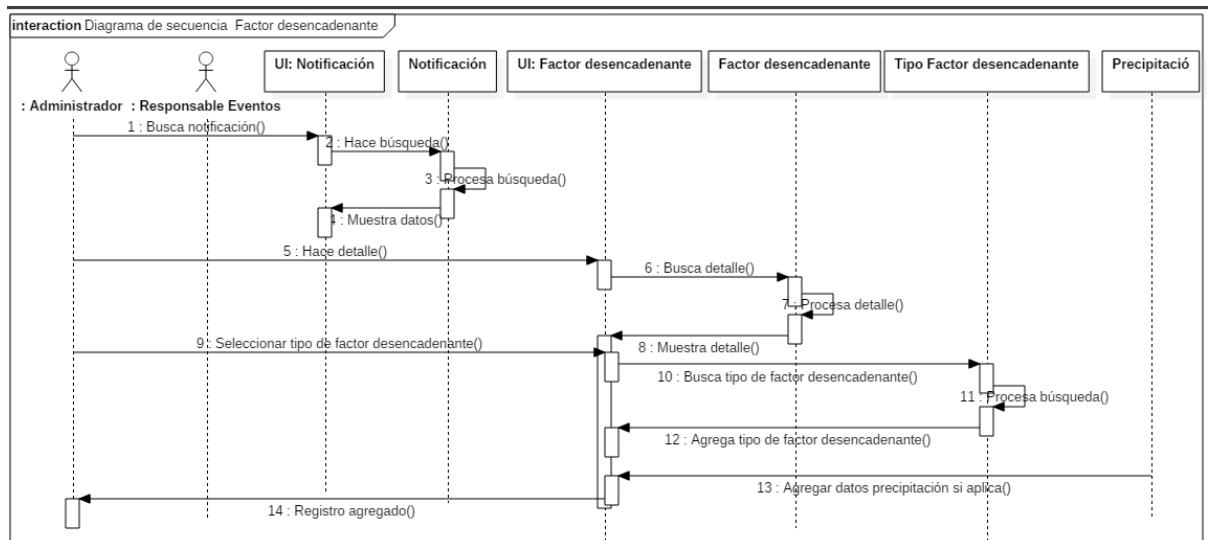 interaction Diagrama de secuencia Factor desencadenante
UI: Notificación
Notificación
UI: Factor desencadenante
Factor desencadenante
Tipo Factor desencadenante
Precipitació
: Administrador
: Responsable Eventos
1 : Busca notificación()
2 : Hace búsqueda()
3 : Procesa búsqueda()
4 : Muestra datos()
5 : Hace detalle()
6 : Busca detalle()
7 : Procesa detalle()
8 : Muestra detalle()
9 : Seleccionar tipo de factor desencadenante()
10 : Busca tipo de factor desencadenante()
11 : Procesa búsqueda()
12 : Agrega tipo de factor desencadenante()
13 : Agregar datos precipitación si aplica()
14 : Registro agregado()